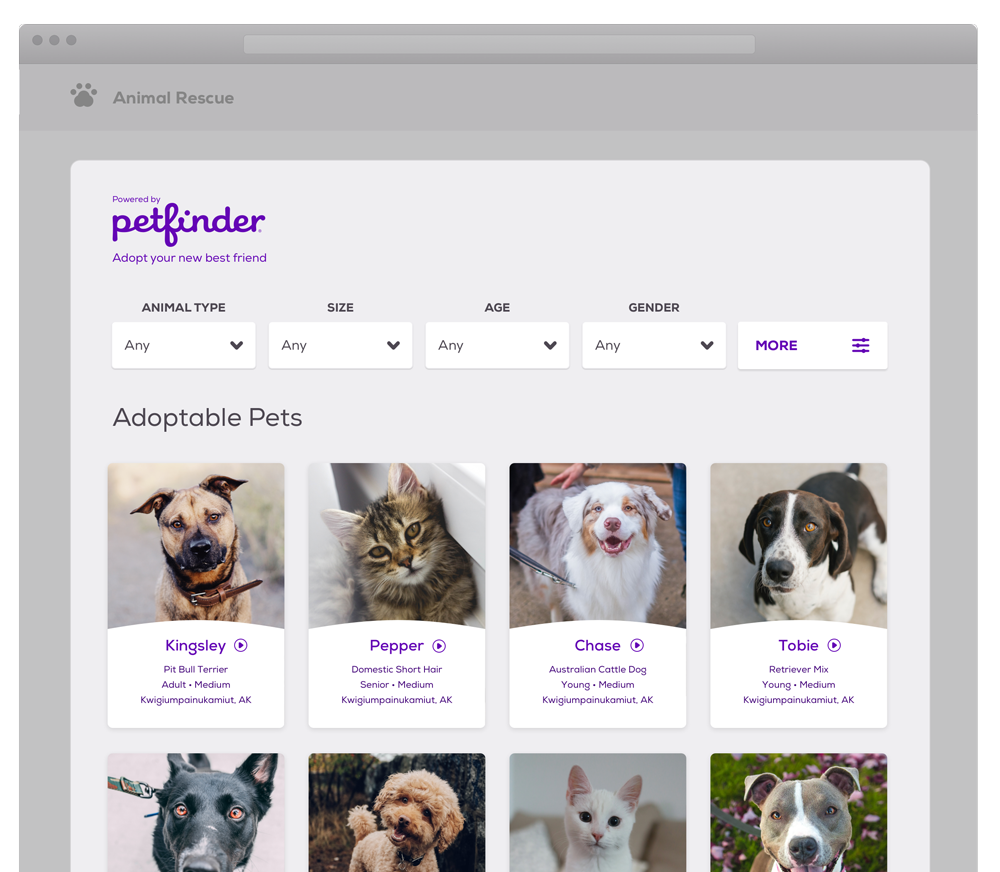 Animal Rescue
Powered by
petfinder
Adopt your new best friend
ANIMAL TYPE
SIZE
AGE
GENDER
Any
Any
Any
Any
MORE
Adoptable Pets
Kingsley
Pit Bull Terrier
Adult • Medium
Kwigiumpainukamiut, AK
Pepper
Domestic Short Hair
Senior • Medium
Kwigiumpainukamiut, AK
Chase
Australian Cattle Dog
Young • Medium
Kwigiumpainukamiut, AK
Tobie
Retriever Mix
Young • Medium
Kwigiumpainukamiut, AK